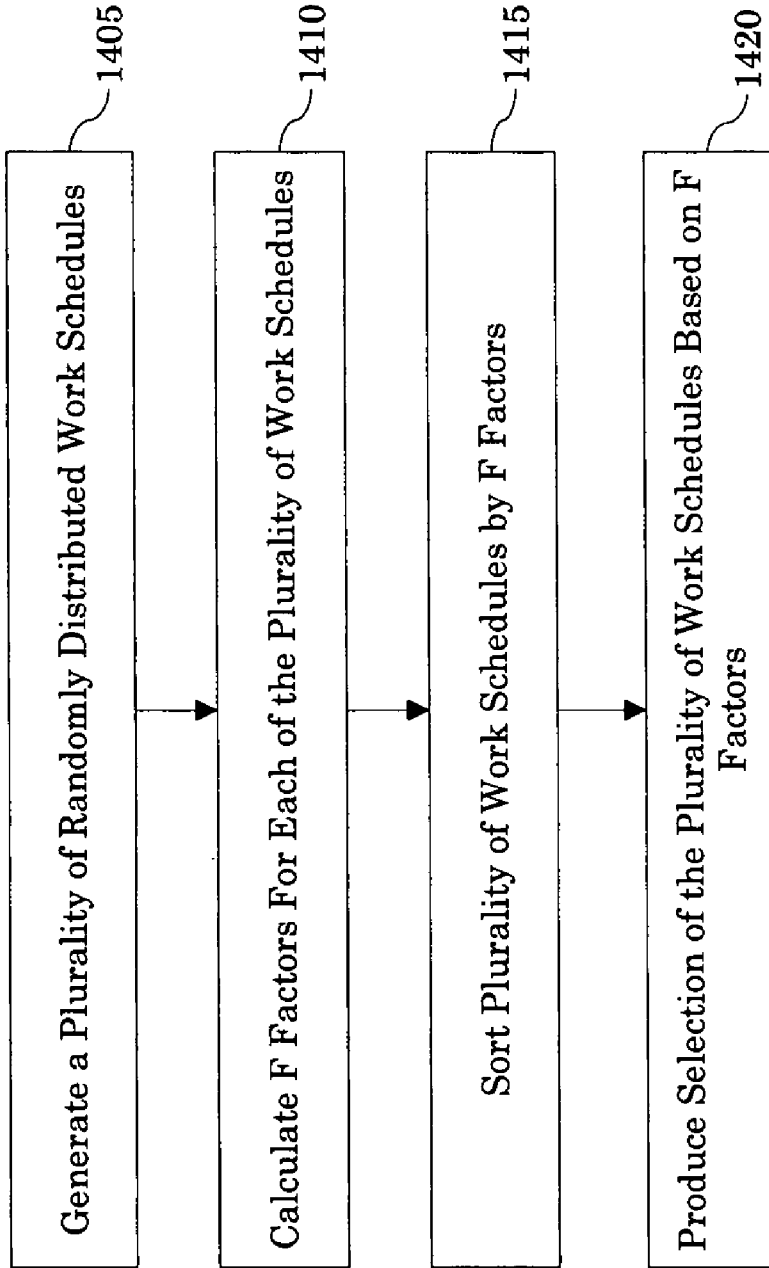 Generate a Plurality of Randomly Distributed Work Schedules
1405
Calculate F Factors For Each of the Plurality of Work Schedules
1410
Sort Plurality of Work Schedules by F Factors
1415
Produce Selection of the Plurality of Work Schedules Based on F
Factors
1420